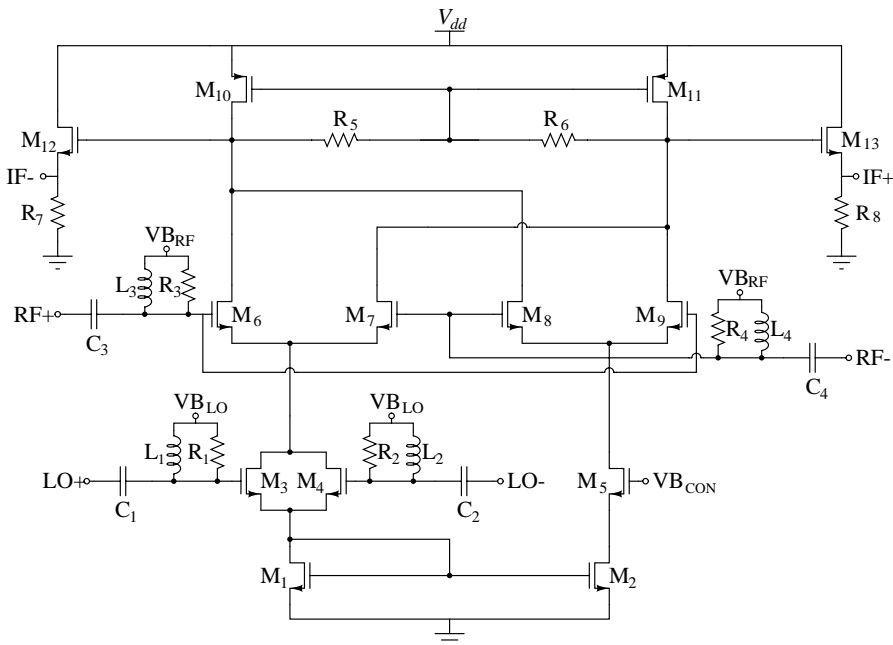 V_dd
M_10
M_11
R_5
R_6
M_12
M_13
IF-
IF+
R_7
R_8
VB_RF
L_3
R_3
VB_RF
RF+
M_6
M_7
M_8
M_9
R_4
L_4
C_3
RF-
C_4
VB_LO
VB_LO
L_1
R_1
R_2
L_2
M_3
M_4
M_5
LO+
LO-
VB_CON
C_1
C_2
M_1
M_2